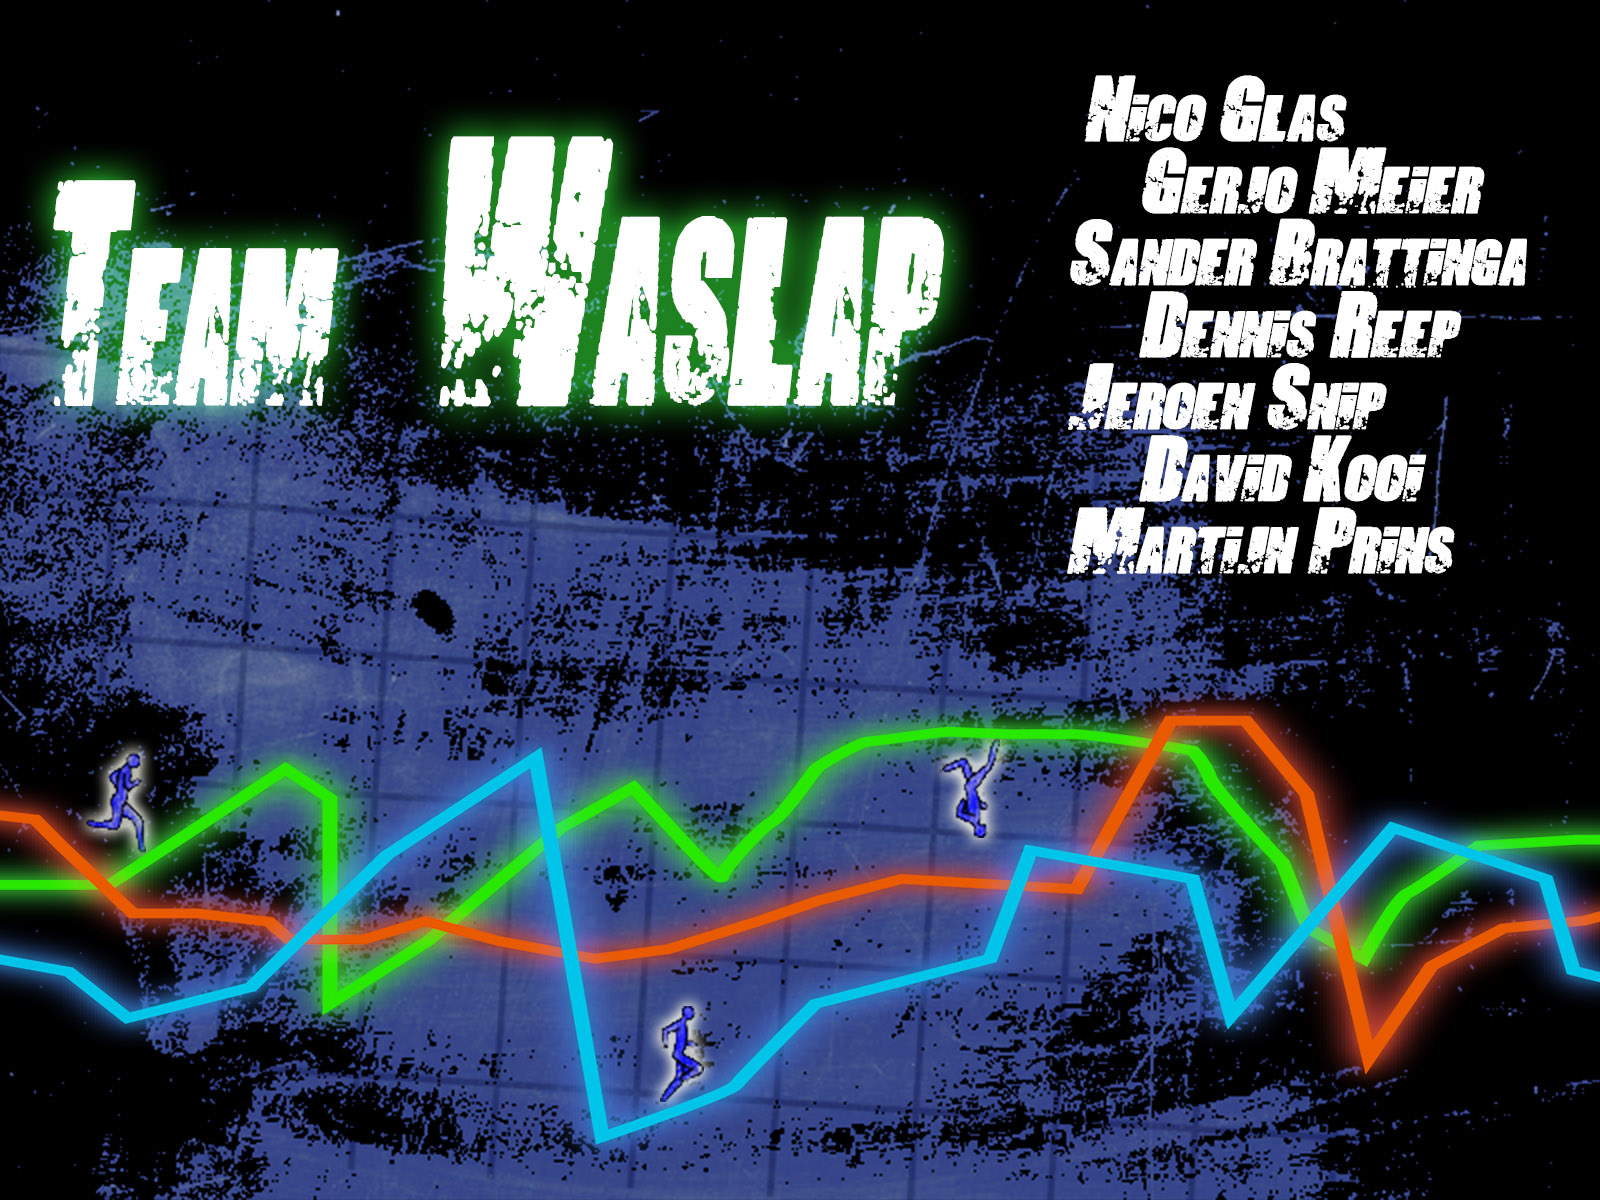 Team Waslap
Nico Glas
Gerjo Meier
Sander Brattinga
Dennis Reep
Jeroen Snip
David Kooi
Martijn Prins